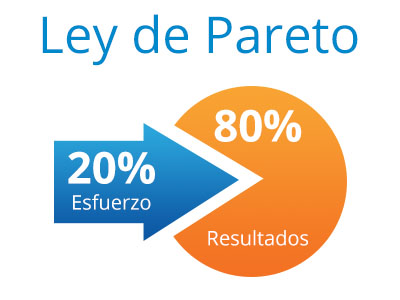 Ley de Pareto
20%
Esfuerzo
80%
Resultados